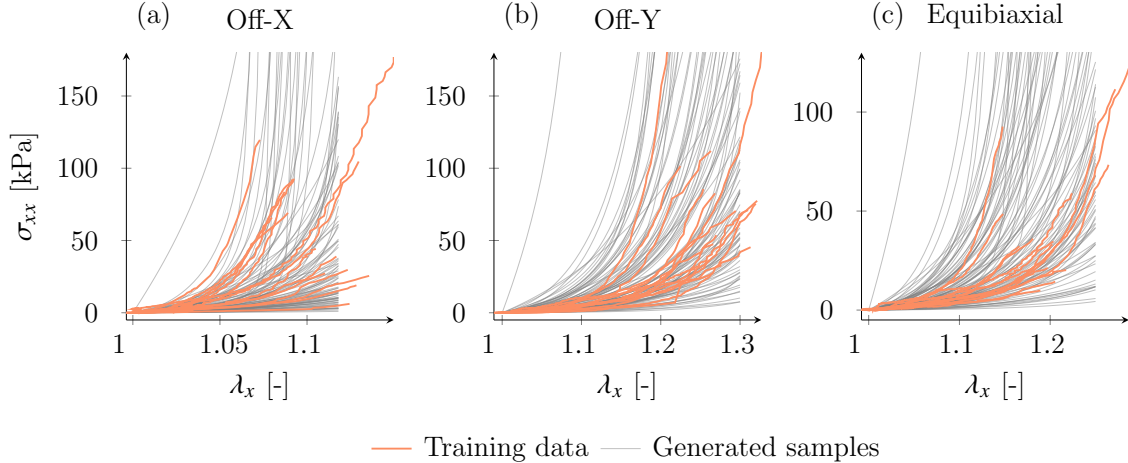 (a) Off-X
(b) Off-Y
(c) Equibiaxial
σxx [kPa]
150
100
50
0
1 1.05 1.1
λx [-]
150
100
50
0
1 1.1 1.2 1.3
λx [-]
100
50
0
1 1.1 1.2
λx [-]
Training data Generated samples